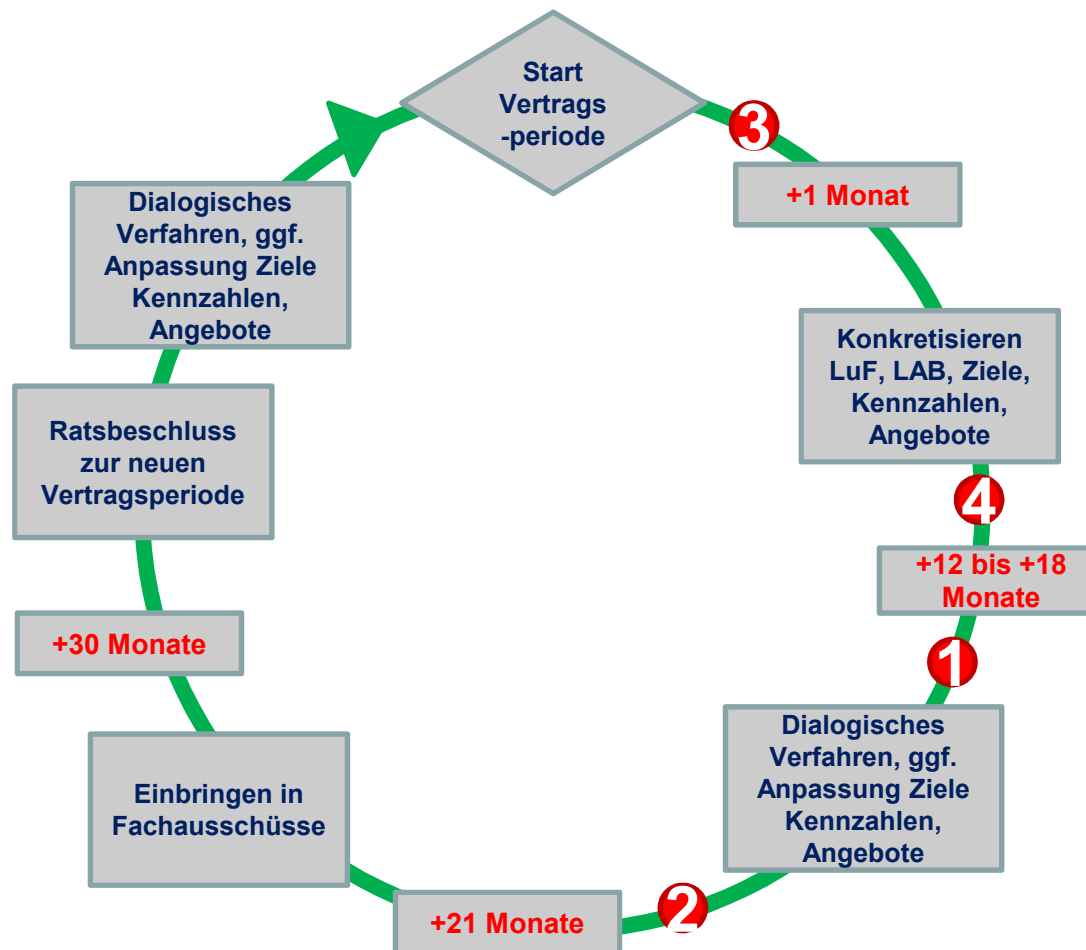 Start
Vertrags
-periode
3
+1 Monat
Konkretisieren
LuF, LAB, Ziele,
Kennzahlen,
Angebote
4
+12 bis +18
Monate
1
Dialogisches
Verfahren, ggf.
Anpassung Ziele
Kennzahlen,
Angebote
2
+21 Monate
Einbringen in
Fachausschüsse
+30 Monate
Ratsbeschluss
zur neuen
Vertragsperiode
Dialogisches
Verfahren, ggf.
Anpassung Ziele
Kennzahlen,
Angebote